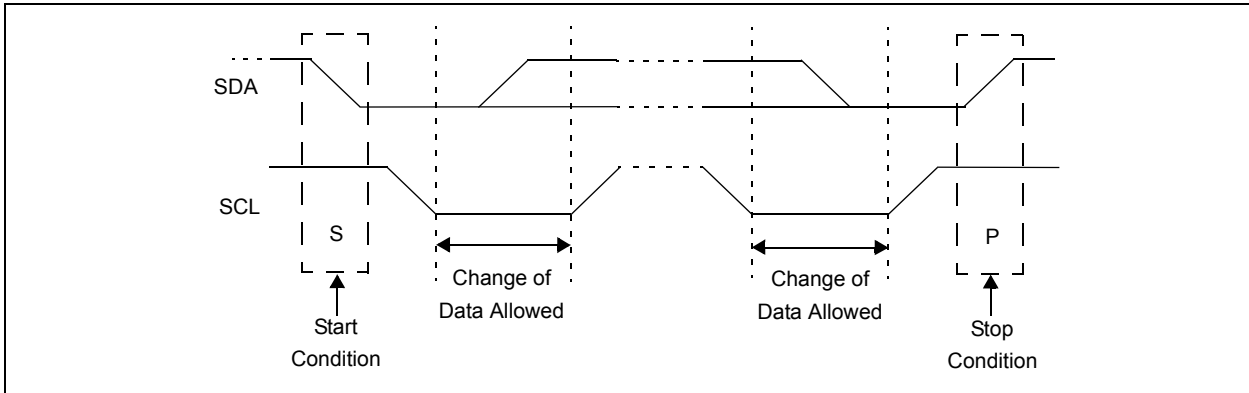 SDA
SCL
S
P
Change of
Data Allowed
Change of
Data Allowed
Start
Condition
Stop
Condition